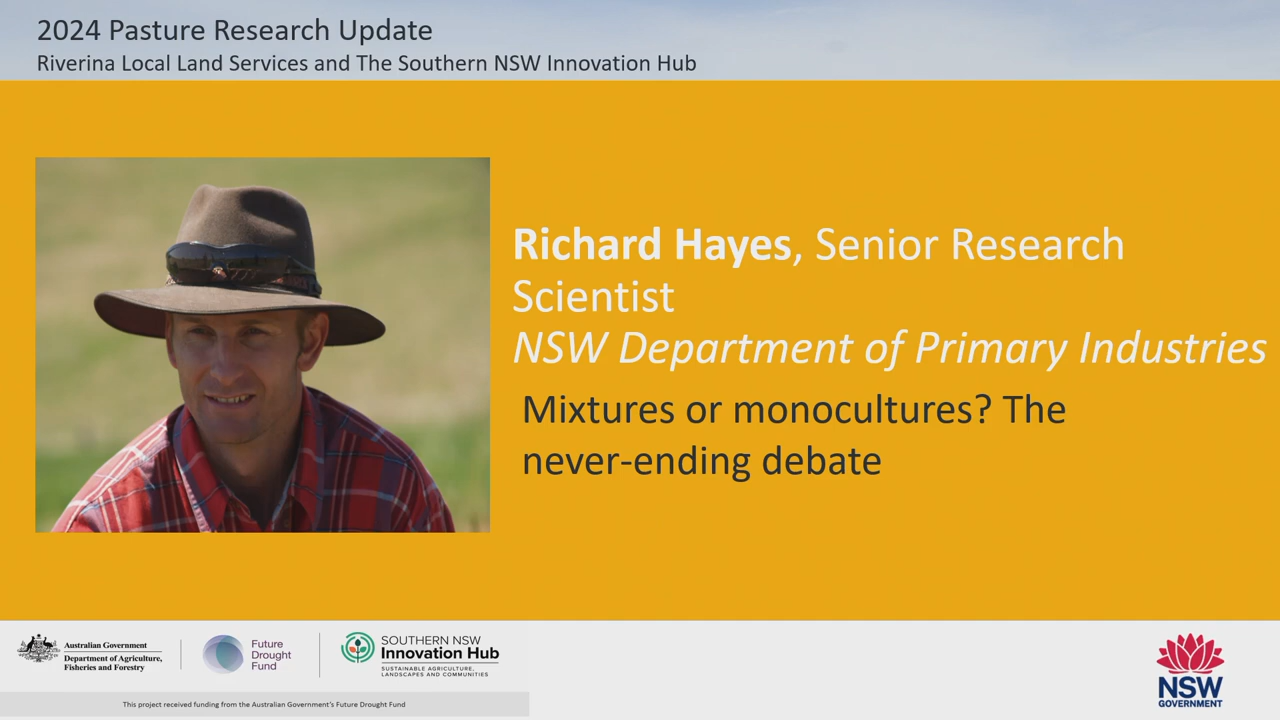 2024 Pasture Research Update
Riverina Local Land Services and The Southern NSW Innovation Hub
Richard Hayes, Senior Research
Scientist
NSW Department of Primary Industries
Mixtures or monocultures? The
never-ending debate
Australian Government
Department of Agriculture,
Fisheries and Forestry
Future
Drought
Fund
SOUTHERN NSW
Innovation Hub
SUSTAINABLE AGRICULTURE,
LANDSCAPES AND COMMUNITIES
This project received funding from the Australian Government's Future Drought Fund
NSW
GOVERNMENT